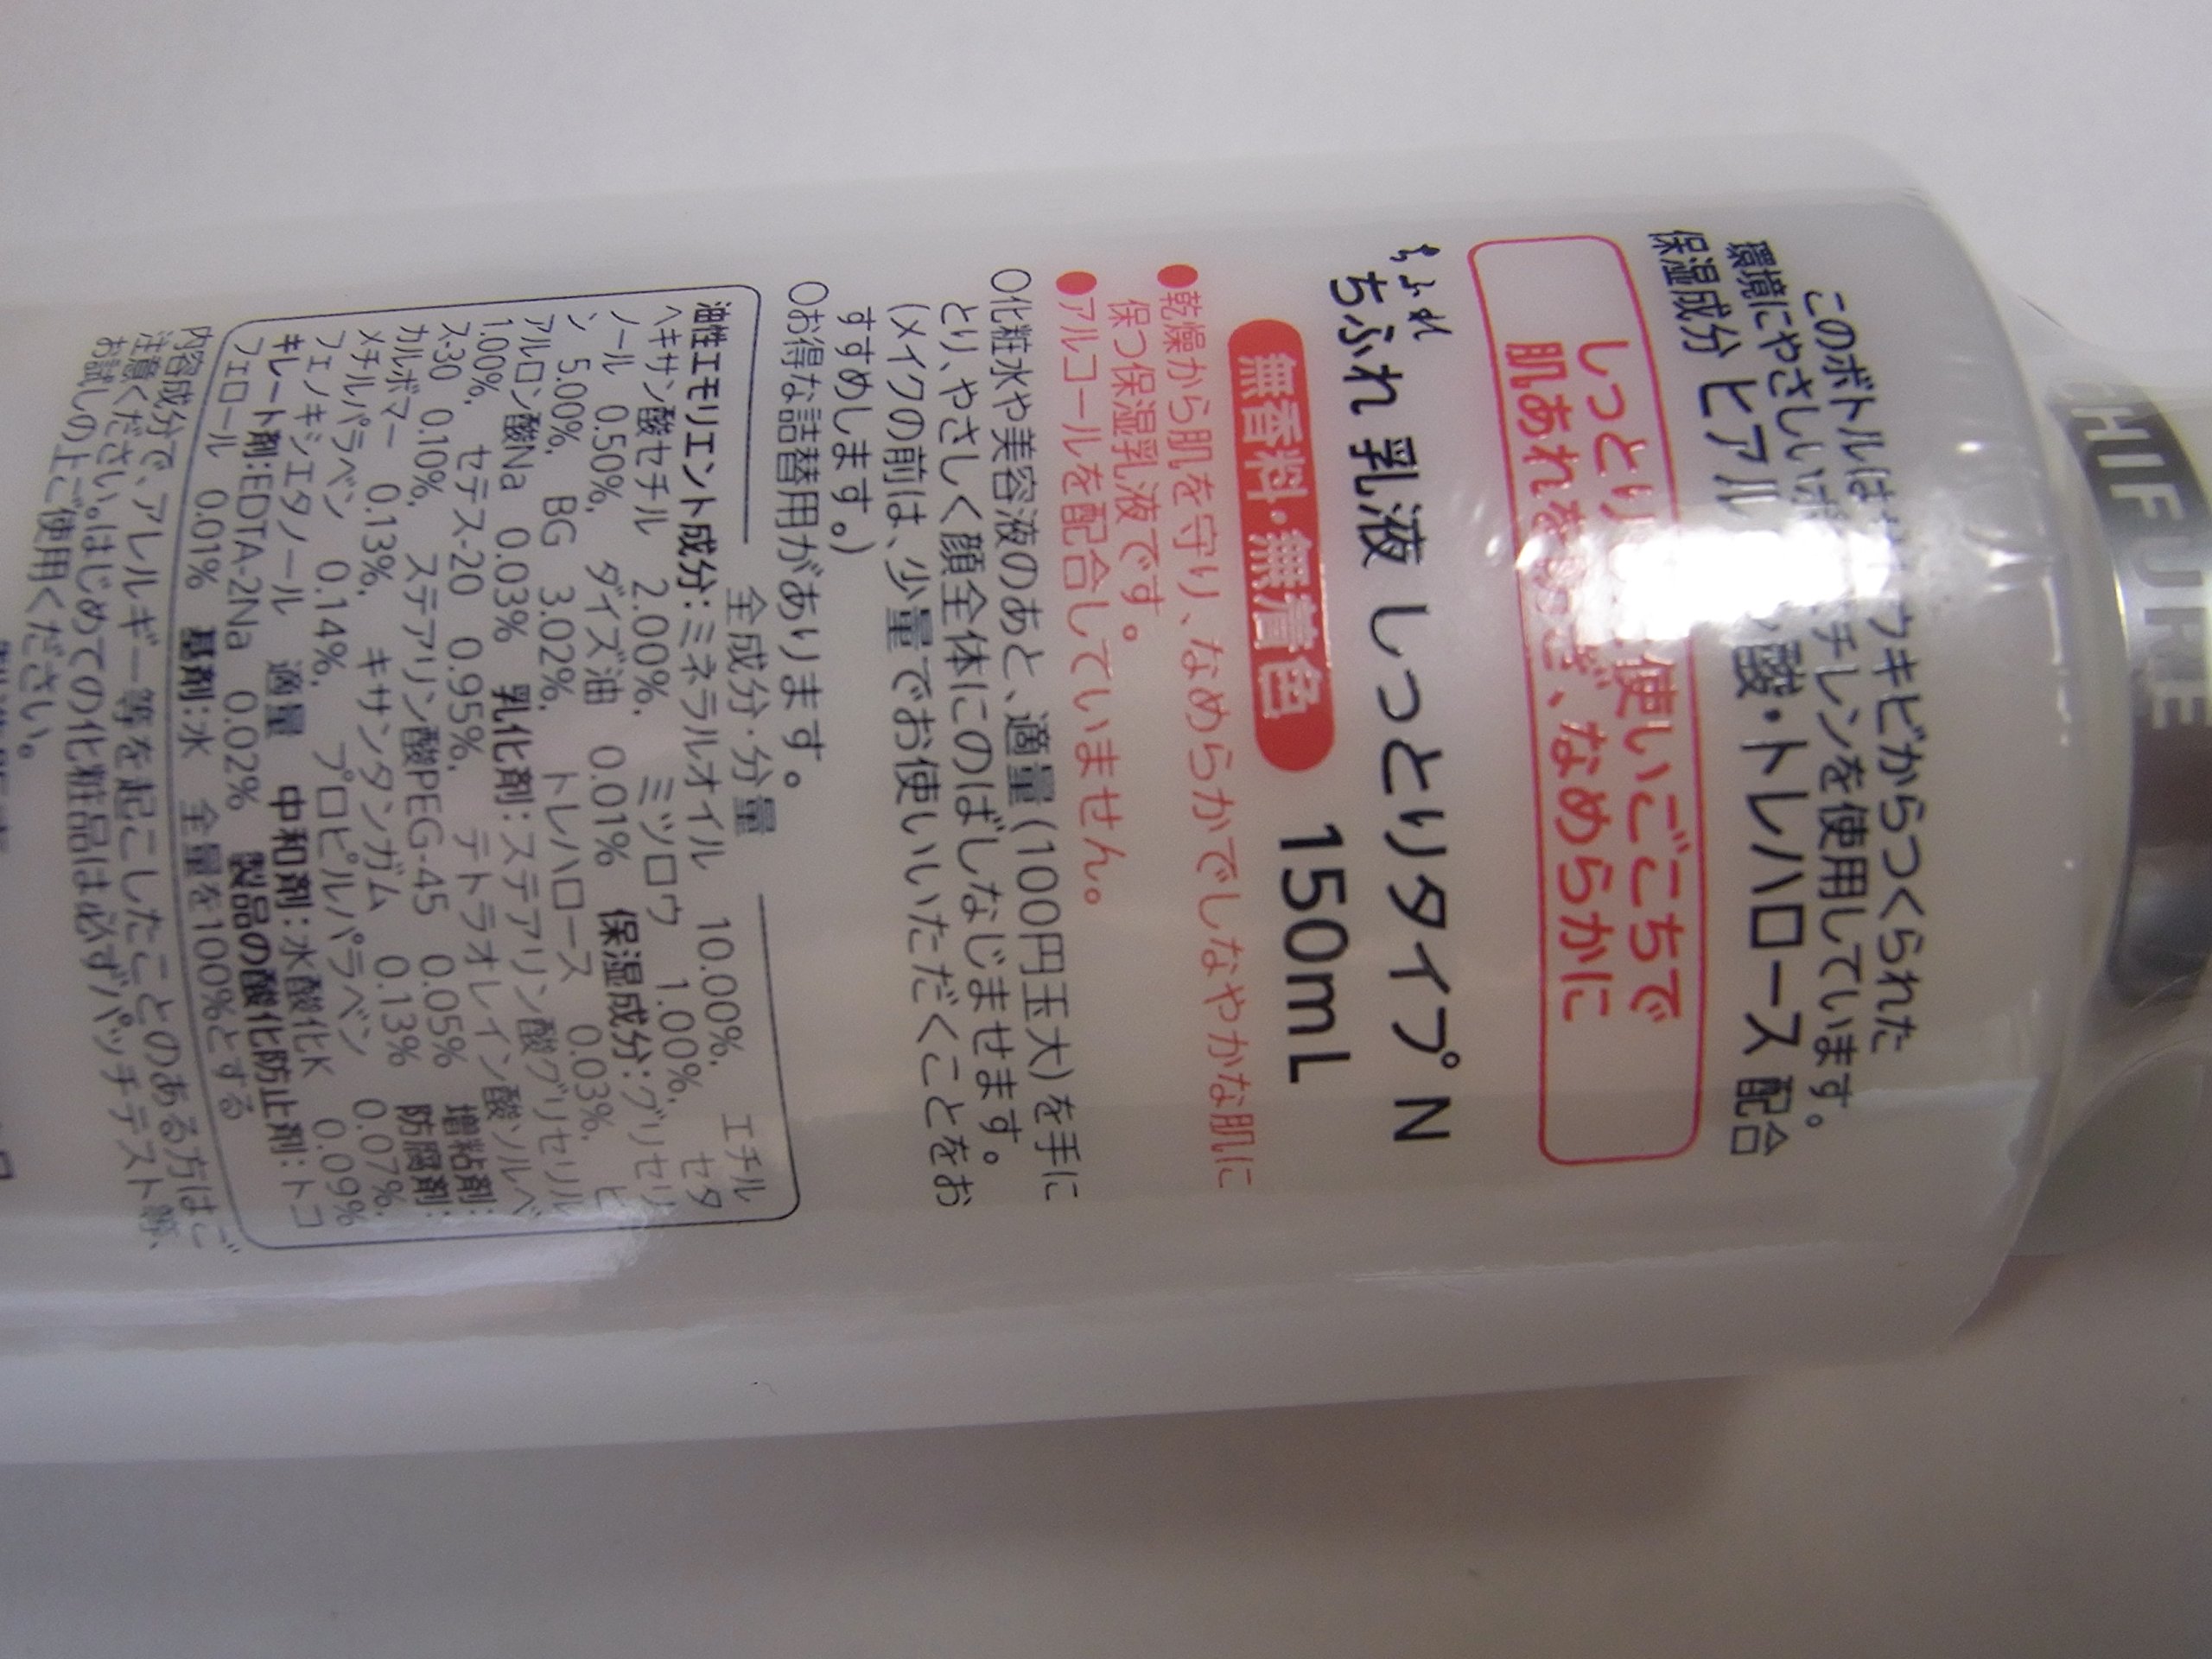 CHIFURE
このボトルはサトウキビからつくられた
環境にやさしいポリエチレンを使用しています。
保湿成分 ヒアルロン酸・トレハロース 配合
しっとり 使いごこちで
肌あれを防ぎ、なめらかに
ちふれ
ちふれ 乳液 しっとりタイプ N
無香料・無着色 150mL
●乾燥から肌を守り、なめらかでしなやかな肌に
保つ保湿乳液です。
●アルコールを配合していません。
○化粧水や美容液のあと、適量(100円玉大)を手に
とり、やさしく顔全体にのばしなじませます。
(メイクの前は、少量でお使いいただくことをお
すすめします。)
○お得な詰替用があります。
全成分・分量
油性エモリエント成分:ミネラルオイル 10.00%, エチル
ヘキサン酸セチル 2.00%, ミツロウ 1.00%, セタ
ノール 0.50%, ダイズ油 0.01% 保湿成分:グリセリ
ン 5.00%, BG 3.02%, トレハロース 0.03%, ヒ
アルロン酸Na 0.03% 乳化剤:ステアリン酸グリセリル
1.00%, セテス-20 0.95%, テトラオレイン酸ソルベ
ス-30 0.10%, ステアリン酸PEG-45 0.05% 増粘剤:
カルボマー 0.13%, キサンタンガム 0.13% 防腐剤:
メチルパラベン 0.14%, プロピルパラベン 0.07%,
フェノキシエタノール 適量 中和剤:水酸化K 0.09%
キレート剤:EDTA-2Na 0.02% 製品の酸化防止剤:トコ
フェロール 0.01% 基剤:水 全量を100%とする
内容成分で、アレルギー等を起こしたことのある方はご
注意ください。はじめての化粧品は必ずパッチテスト等、
お試しの上ご使用ください。